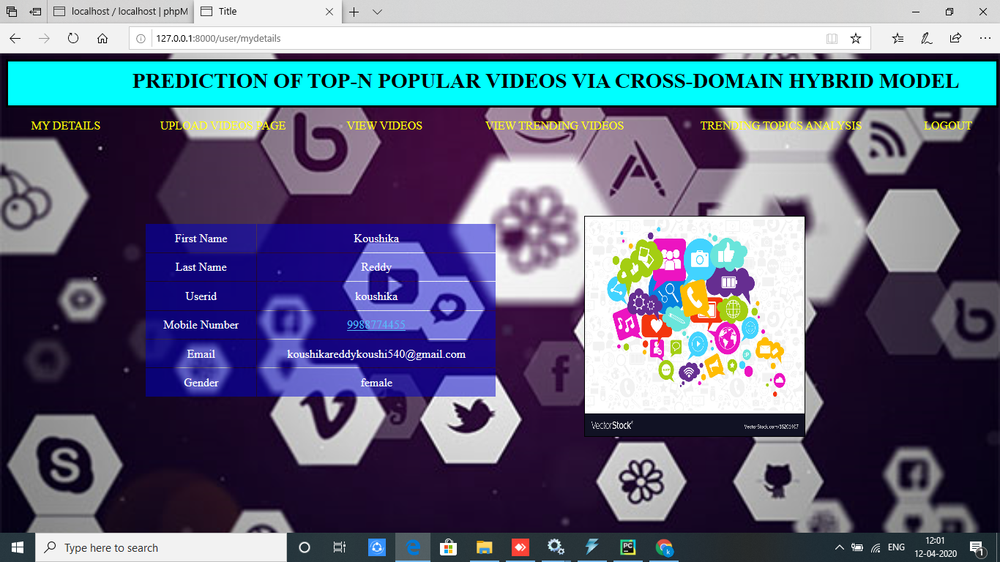 localhost / localhost | phpM
Title
127.0.0.1:8000/user/mydetails
PREDICTION OF TOP-N POPULAR VIDEOS VIA CROSS-DOMAIN HYBRID MODEL
MY DETAILS UPLOAD VIDEOS PAGE VIEW VIDEOS VIEW TRENDING VIDEOS TRENDING TOPICS ANALYSIS LOGOUT
First Name Koushika
Last Name Reddy
Userid koushika
Mobile Number 9988774455
Email koushikareddykoushi540@gmail.com
Gender female
VectorStock®
VectorStock.com/16201407
Type here to search
ENG
12:01
12-04-2020
1